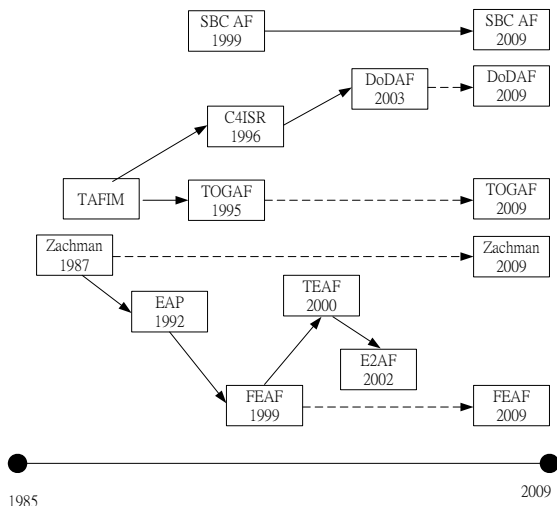 SBC AF
1999
SBC AF
2009
DoDAF
2003
DoDAF
2009
C4ISR
1996
TAFIM
TOGAF
1995
TOGAF
2009
Zachman
1987
Zachman
2009
EAP
1992
TEAF
2000
E2AF
2002
FEAF
1999
FEAF
2009
1985
2009